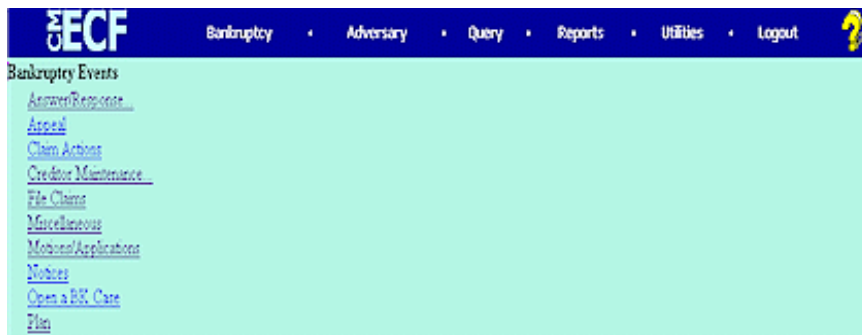 CM ECF Bankruptcy • Adversary • Query • Reports • Utilities • Logout ?
Bankruptcy Events
Answer/Response...
Appeal
Claim Actions
Creditor Maintenance...
File Claims
Miscellaneous
Motions/Applications
Notices
Open a BK Case
Plan